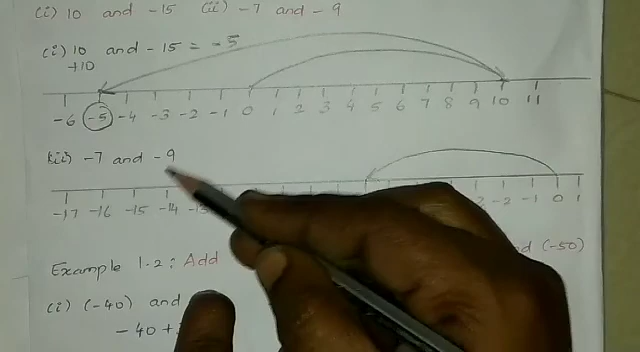 (i) 10 and -15 (ii) -7 and -9
(i) 10 and -15 = -5
+10
-6 -5 -4 -3 -2 -1 0 1 2 3 4 5 6 7 8 9 10 11
(ii) -7 and -9
-17 -16 -15 -14 -2 -1 0 1
Example 1.2: Add and (-50)
(i) (-40) and
-40 +